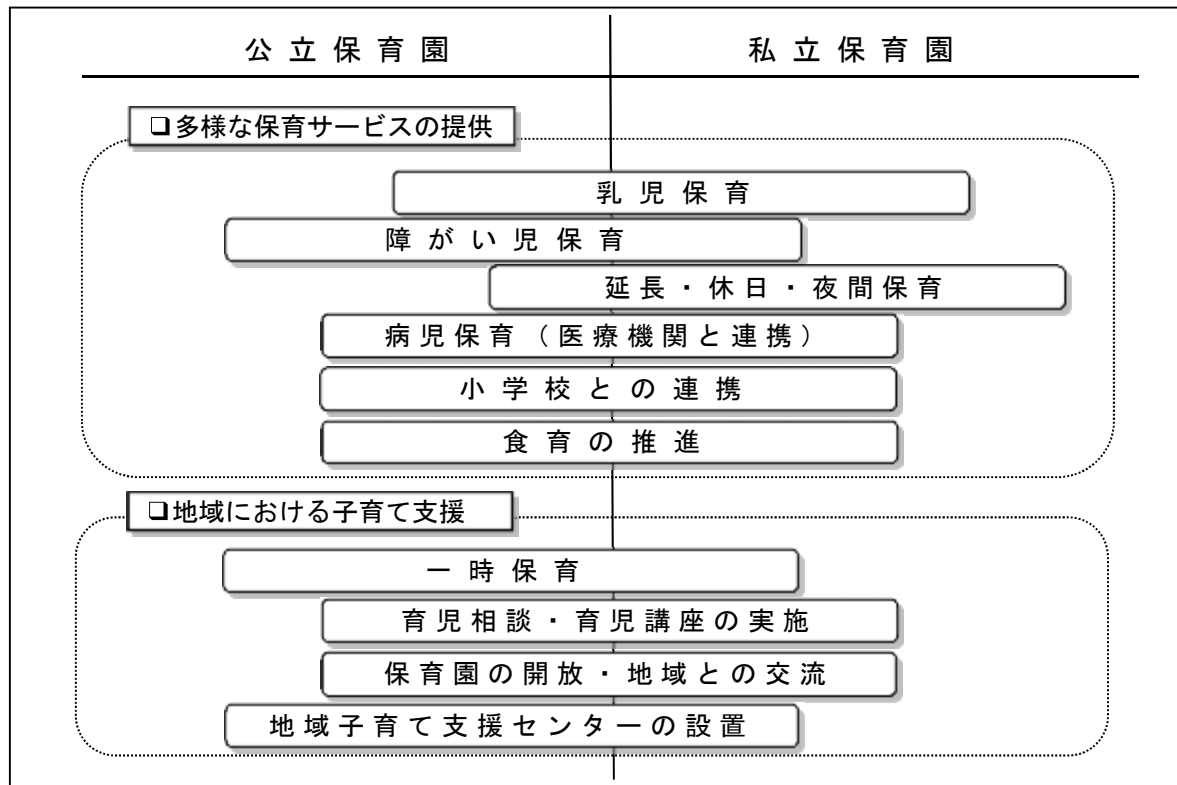 公立保育園
私立保育園
❑多様な保育サービスの提供
乳児保育
障がい児保育
延長・休日・夜間保育
病児保育（医療機関と連携）
小学校との連携
食育の推進
❑地域における子育て支援
一時保育
育児相談・育児講座の実施
保育園の開放・地域との交流
地域子育て支援センターの設置